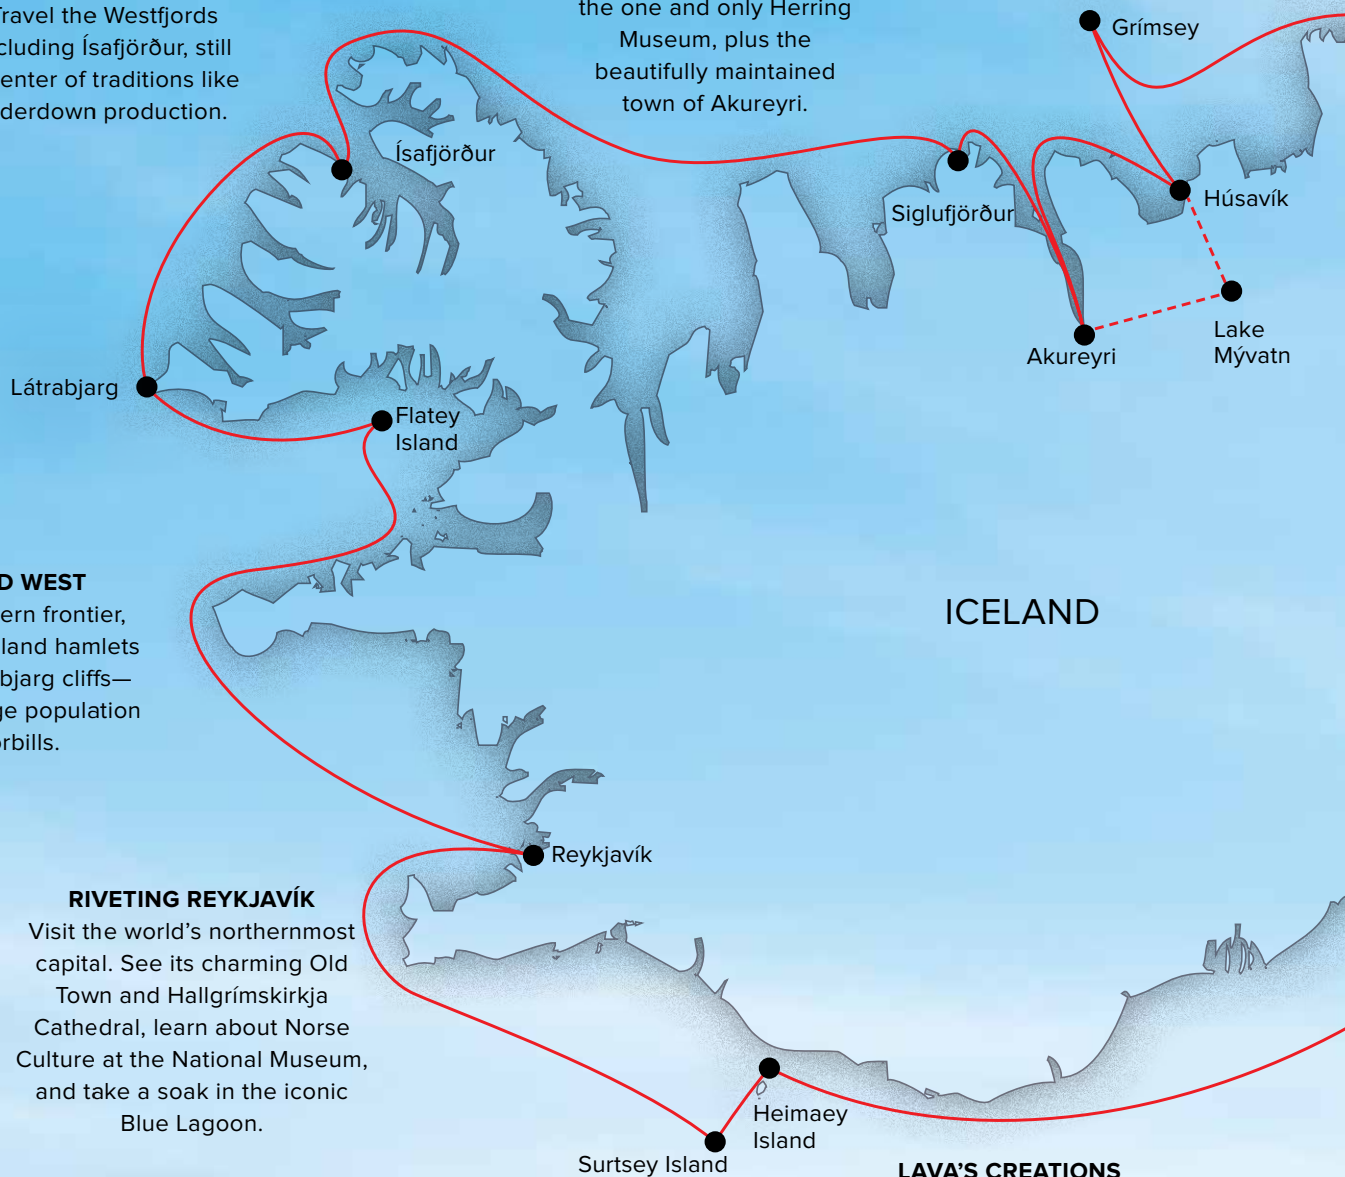 ravel the Westfjords
cluding Ísafjörður, still
enter of traditions like
derdown production.
the one and only Herring
Museum, plus the
beautifully maintained
town of Akureyri.
Grímsey
Ísafjörður
Siglufjörður
Húsavík
Lake
Mývatn
Akureyri
Látrabjarg
Flatey
Island
D WEST
ern frontier,
land hamlets
bjarg cliffs—
ge population
orbills.
ICELAND
Reykjavík
RIVETING REYKJAVÍK
Visit the world’s northernmost
capital. See its charming Old
Town and Hallgrímskirkja
Cathedral, learn about Norse
Culture at the National Museum,
and take a soak in the iconic
Blue Lagoon.
Heimaey
Island
Surtsey Island
LAVA’S CREATIONS